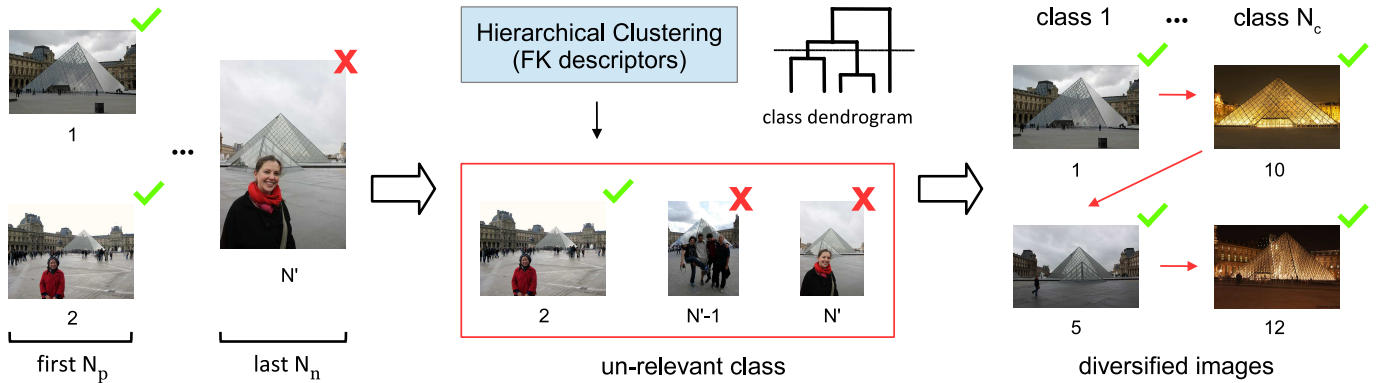 1
2
first Np
...
N'
last Nn
Hierarchical Clustering
(FK descriptors)
class dendrogram
2
N'-1
N'
un-relevant class
class 1 ... class Nc
1
10
5
12
diversified images